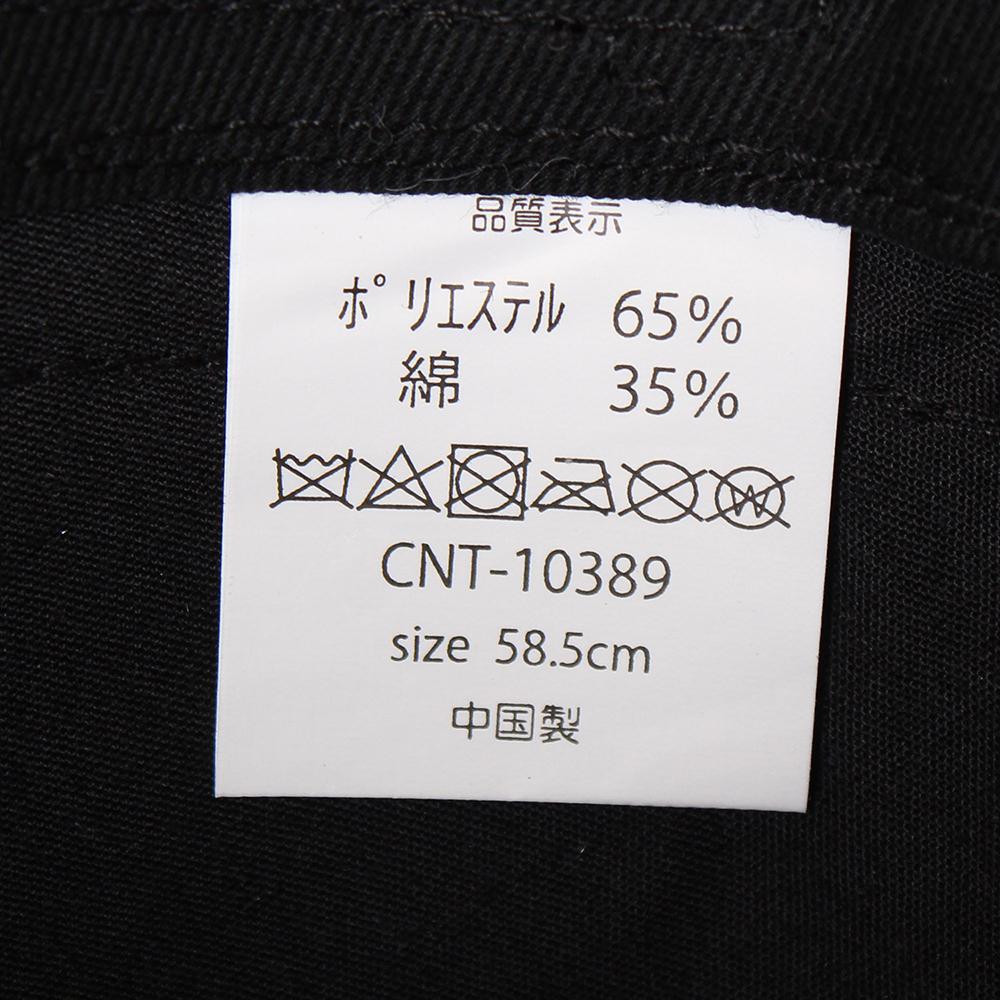 品質表示
ポリエステル 65%
綿 35%
CNT-10389
size 58.5cm
中国製